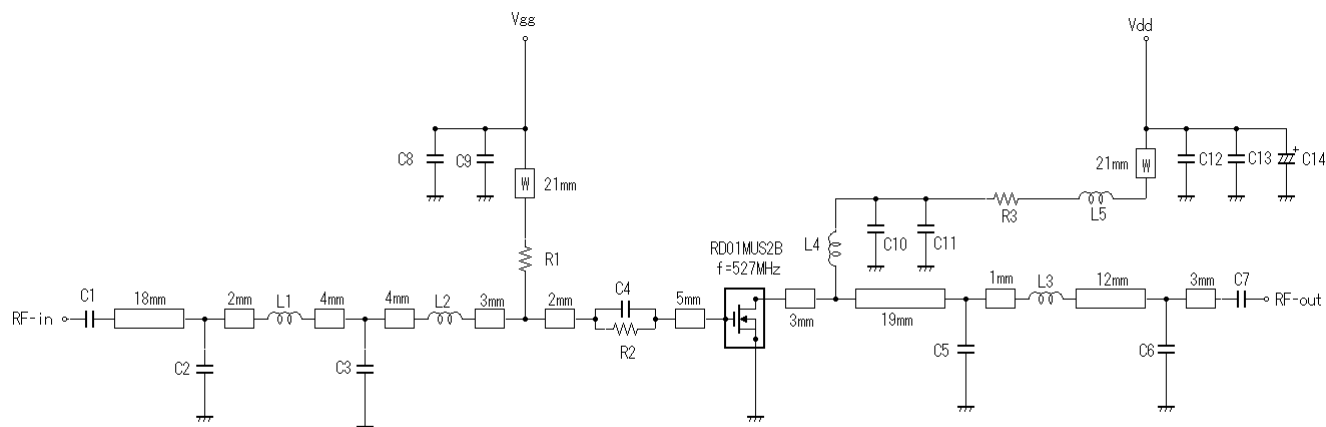 Vgg
Vdd
C8
C9
W
21mm
21mm
W
C12
C13
+
C14
R1
RD01MUS2B
f=527MHz
L4
C10
C11
R3
L5
RF-in
C1
18mm
2mm
L1
4mm
4mm
L2
3mm
2mm
C4
R2
5mm
3mm
19mm
1mm
L3
12mm
3mm
C7
RF-out
C2
C3
C5
C6